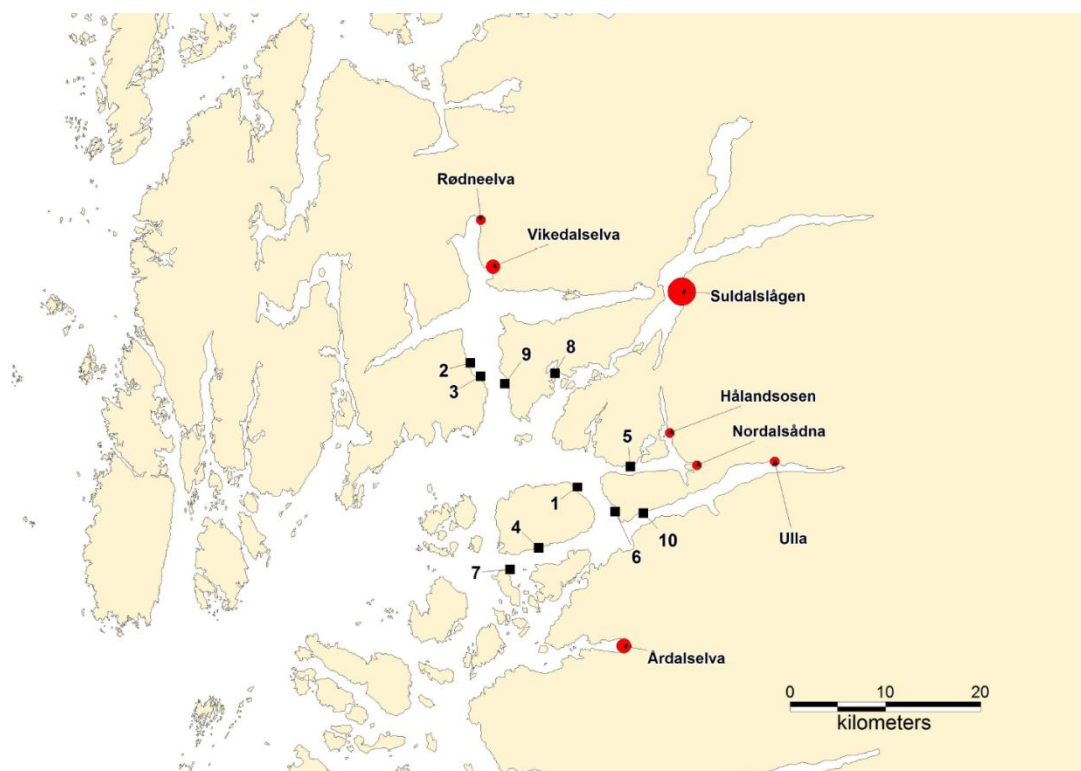 Rødneelva
Vikedalselva
Suldalslågen
2
3
9
8
Hålandsosen
Nordalsådna
5
1
4
7
6
10
Ulla
Årdalselva
0 10 20
kilometers